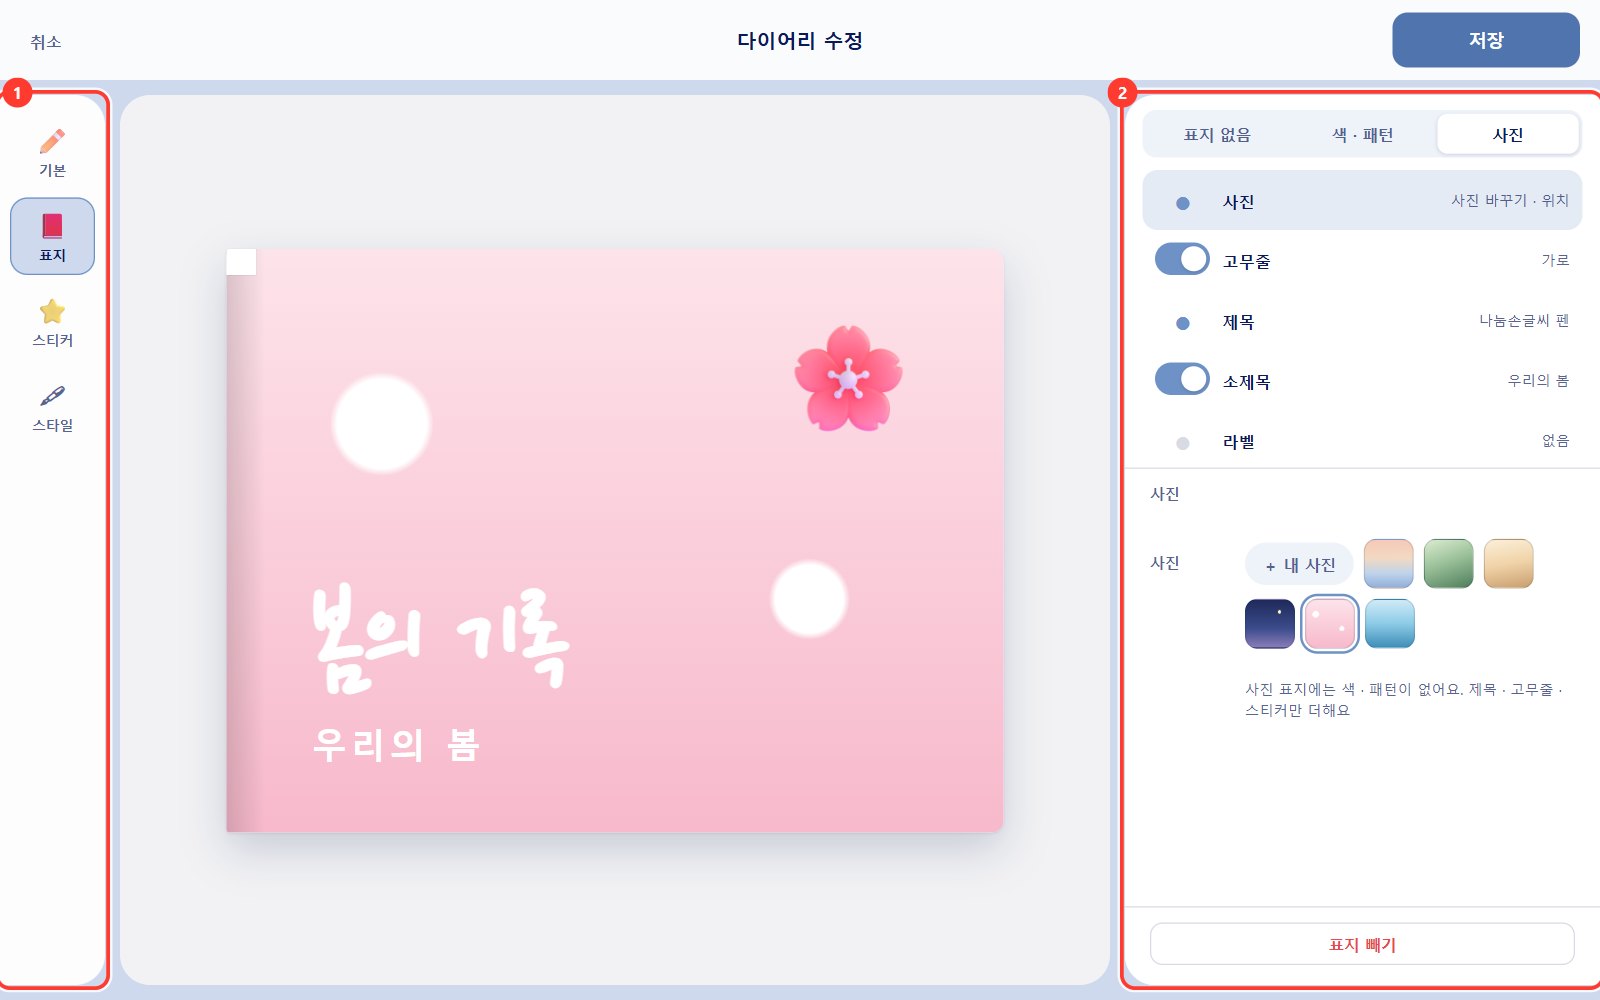 취소
다이어리 수정
저장
1
기본
표지
스티커
스타일
봄의 기록
우리의 봄
2
표지 없음
색 · 패턴
사진
사진
사진 바꾸기 · 위치
고무줄
가로
제목
나눔손글씨 펜
소제목
우리의 봄
라벨
없음
사진
사진
+ 내 사진
사진 표지에는 색 · 패턴이 없어요. 제목 · 고무줄 ·
스티커만 더해요
표지 빼기